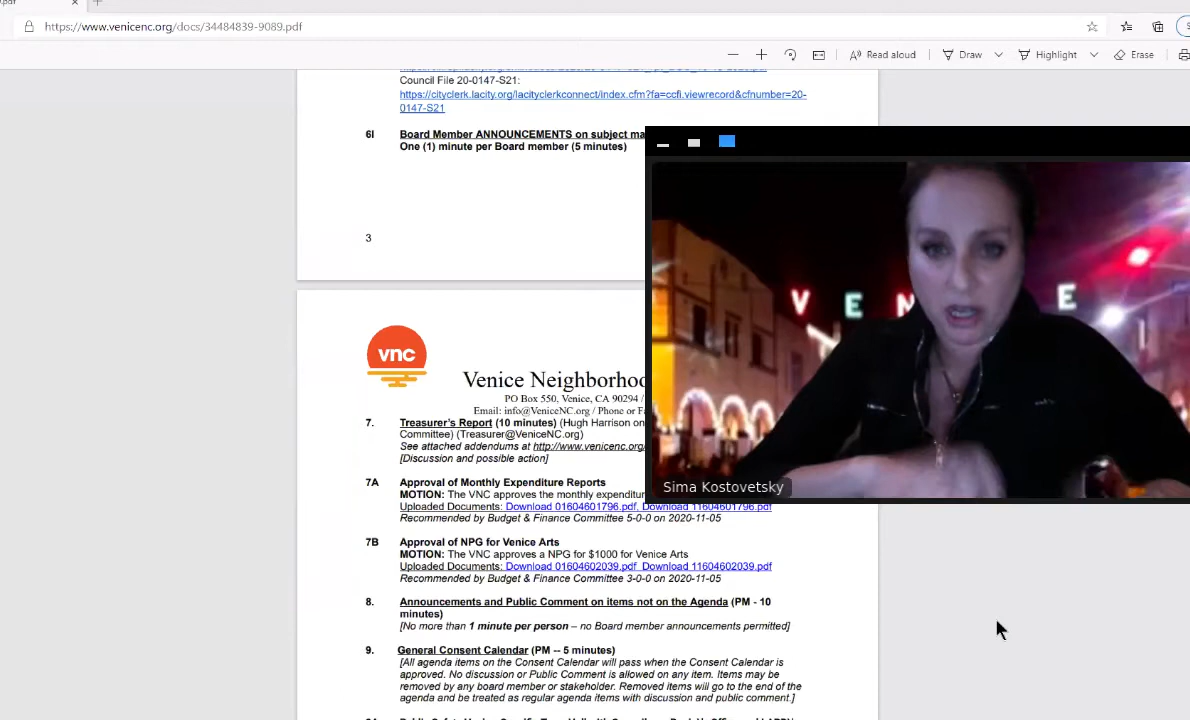 .pdf
https://www.venicenc.org/docs/34484839-9089.pdf
Read aloud
Draw
Highlight
Erase
Council File 20-0147-S21:
https://cityclerk.lacity.org/lacityclerkconnect/index.cfm?fa=ccfi.viewrecord&cfnumber=20-
0147-S21
6I Board Member ANNOUNCEMENTS on subject ma
One (1) minute per Board member (5 minutes)
3
VEN E
Sima Kostovetsky
vnc
Venice Neighborhoo
PO Box 550, Venice, CA 90294 /
Email: info@VeniceNC.org / Phone or Fa
7. Treasurer's Report (10 minutes) (Hugh Harrison on
Committee) (Treasurer@VeniceNC.org)
See attached addendums at http://www.venicenc.org/
[Discussion and possible action]
7A Approval of Monthly Expenditure Reports
MOTION: The VNC approves the monthly expenditur
Uploaded Documents: Download 01604601796.pdf, Download 11604601796.pdf
Recommended by Budget & Finance Committee 5-0-0 on 2020-11-05
7B Approval of NPG for Venice Arts
MOTION: The VNC approves a NPG for $1000 for Venice Arts
Uploaded Documents: Download 01604602039.pdf Download 11604602039.pdf
Recommended by Budget & Finance Committee 3-0-0 on 2020-11-05
8. Announcements and Public Comment on items not on the Agenda (PM - 10
minutes)
[No more than 1 minute per person – no Board member announcements permitted]
9. General Consent Calendar (PM -- 5 minutes)
[All agenda items on the Consent Calendar will pass when the Consent Calendar is
approved. No discussion or Public Comment is allowed on any item. Items may be
removed by any board member or stakeholder. Removed items will go to the end of the
agenda and be treated as regular agenda items with discussion and public comment.]